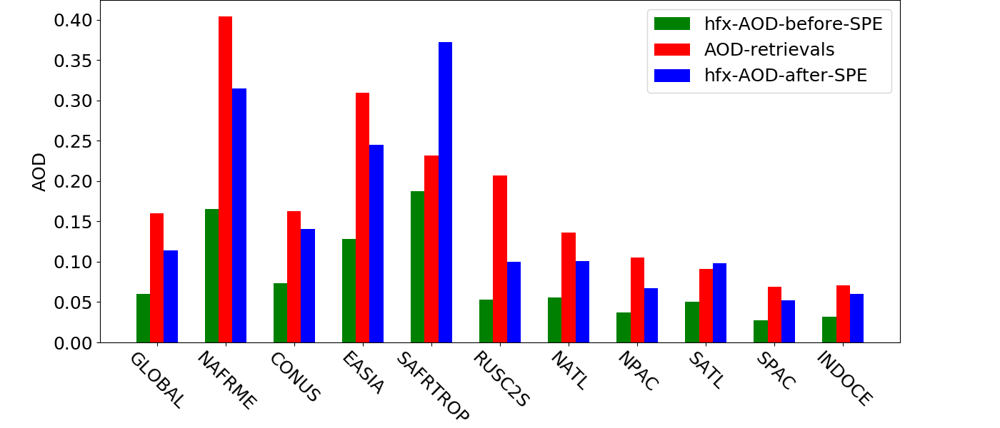 0.40
0.35
0.30
0.25
0.20
0.15
0.10
0.05
0.00
AOD
hfx-AOD-before-SPE
AOD-retrievals
hfx-AOD-after-SPE
GLOBAL
NAFRME
CONUS
EASIA
SAFRTROP
RUSC2S
NATL
NPAC
SATL
SPAC
INDOCE